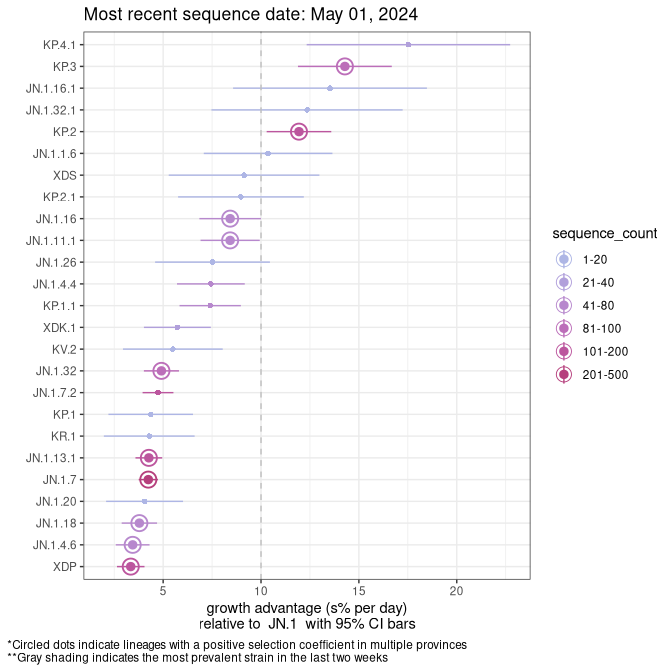 Most recent sequence date: May 01, 2024
KP.4.1
KP.3
JN.1.16.1
JN.1.32.1
KP.2
JN.1.1.6
XDS
KP.2.1
JN.1.16
JN.1.11.1
JN.1.26
JN.1.4.4
KP.1.1
XDK.1
KV.2
JN.1.32
JN.1.7.2
KP.1
KR.1
JN.1.13.1
JN.1.7
JN.1.20
JN.1.18
JN.1.4.6
XDP
5 10 15 20
growth advantage (s% per day)
relative to JN.1 with 95% CI bars
sequence_count
1-20
21-40
41-80
81-100
101-200
201-500
*Circled dots indicate lineages with a positive selection coefficient in multiple provinces
**Gray shading indicates the most prevalent strain in the last two weeks